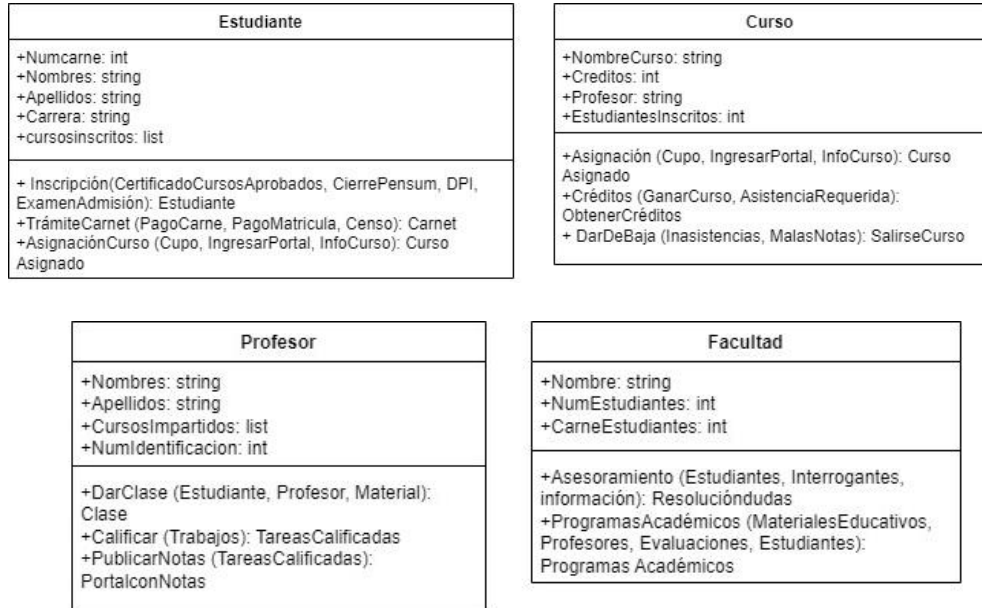 Estudiante
+Numcarne: int
+Nombres: string
+Apellidos: string
+Carrera: string
+cursosinscritos: list
+ Inscripción(CertificadoCursosAprobados, CierrePensum, DPI,
ExamenAdmisión): Estudiante
+TrámiteCarnet (PagoCarne, PagoMatricula, Censo): Carnet
+AsignaciónCurso (Cupo, IngresarPortal, InfoCurso): Curso
Asignado
Curso
+NombreCurso: string
+Creditos: int
+Profesor: string
+EstudiantesInscritos: int
+Asignación (Cupo, IngresarPortal, InfoCurso): Curso
Asignado
+Créditos (GanarCurso, AsistenciaRequerida):
ObtenerCréditos
+ DarDeBaja (Inasistencias, MalasNotas): SalirseCurso
Profesor
+Nombres: string
+Apellidos: string
+CursosImpartidos: list
+NumIdentificacion: int
+DarClase (Estudiante, Profesor, Material):
Clase
+Calificar (Trabajos): TareasCalificadas
+PublicarNotas (TareasCalificadas):
PortalconNotas
Facultad
+Nombre: string
+NumEstudiantes: int
+CarneEstudiantes: int
+Asesoramiento (Estudiantes, Interrogantes,
información): Resolucióndudas
+ProgramasAcadémicos (MaterialesEducativos,
Profesores, Evaluaciones, Estudiantes):
Programas Académicos